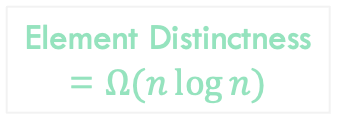 Element Distinctness
= Ω(n log n)